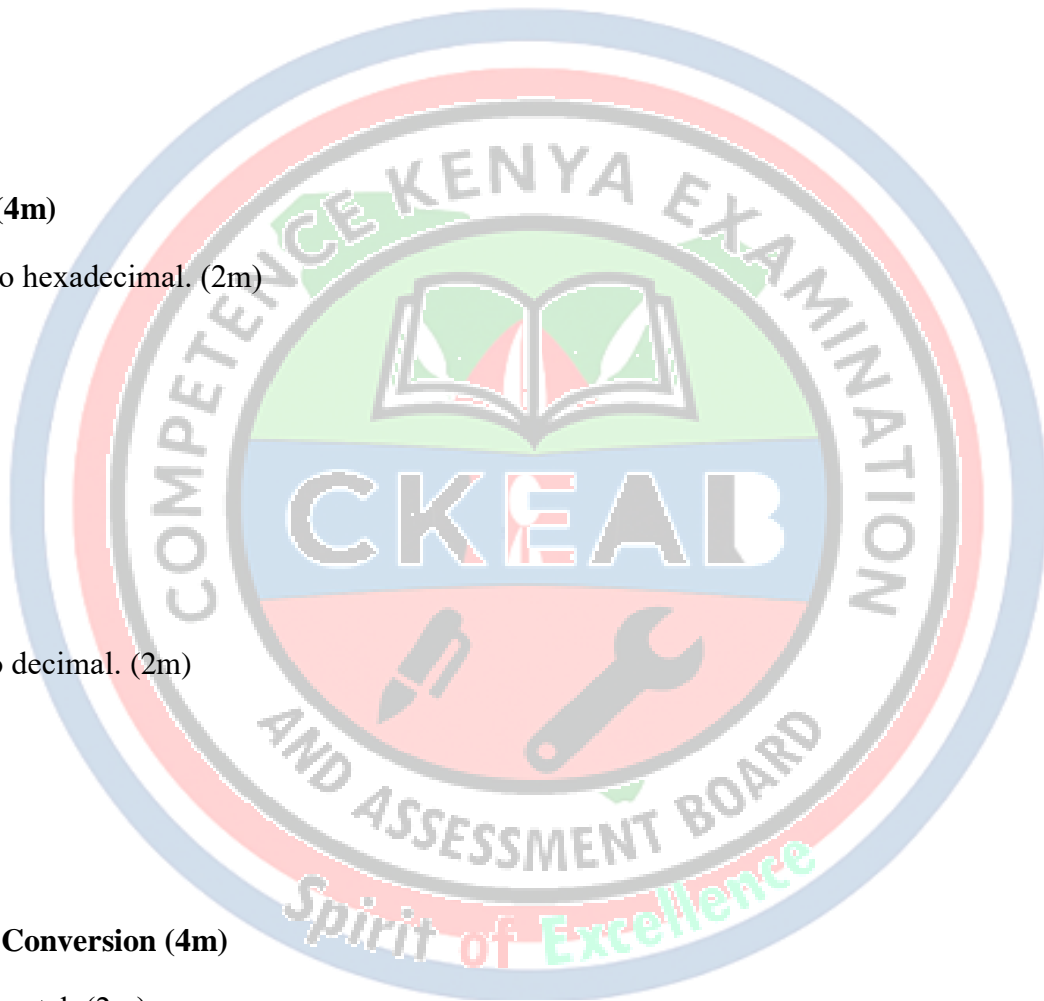 (4m)
o hexadecimal. (2m)
COMPETENCE KENYA EXAMINATION
CKEAB
o decimal. (2m)
AND ASSESSMENT BOARD
Spirit of Excellence
Conversion (4m)